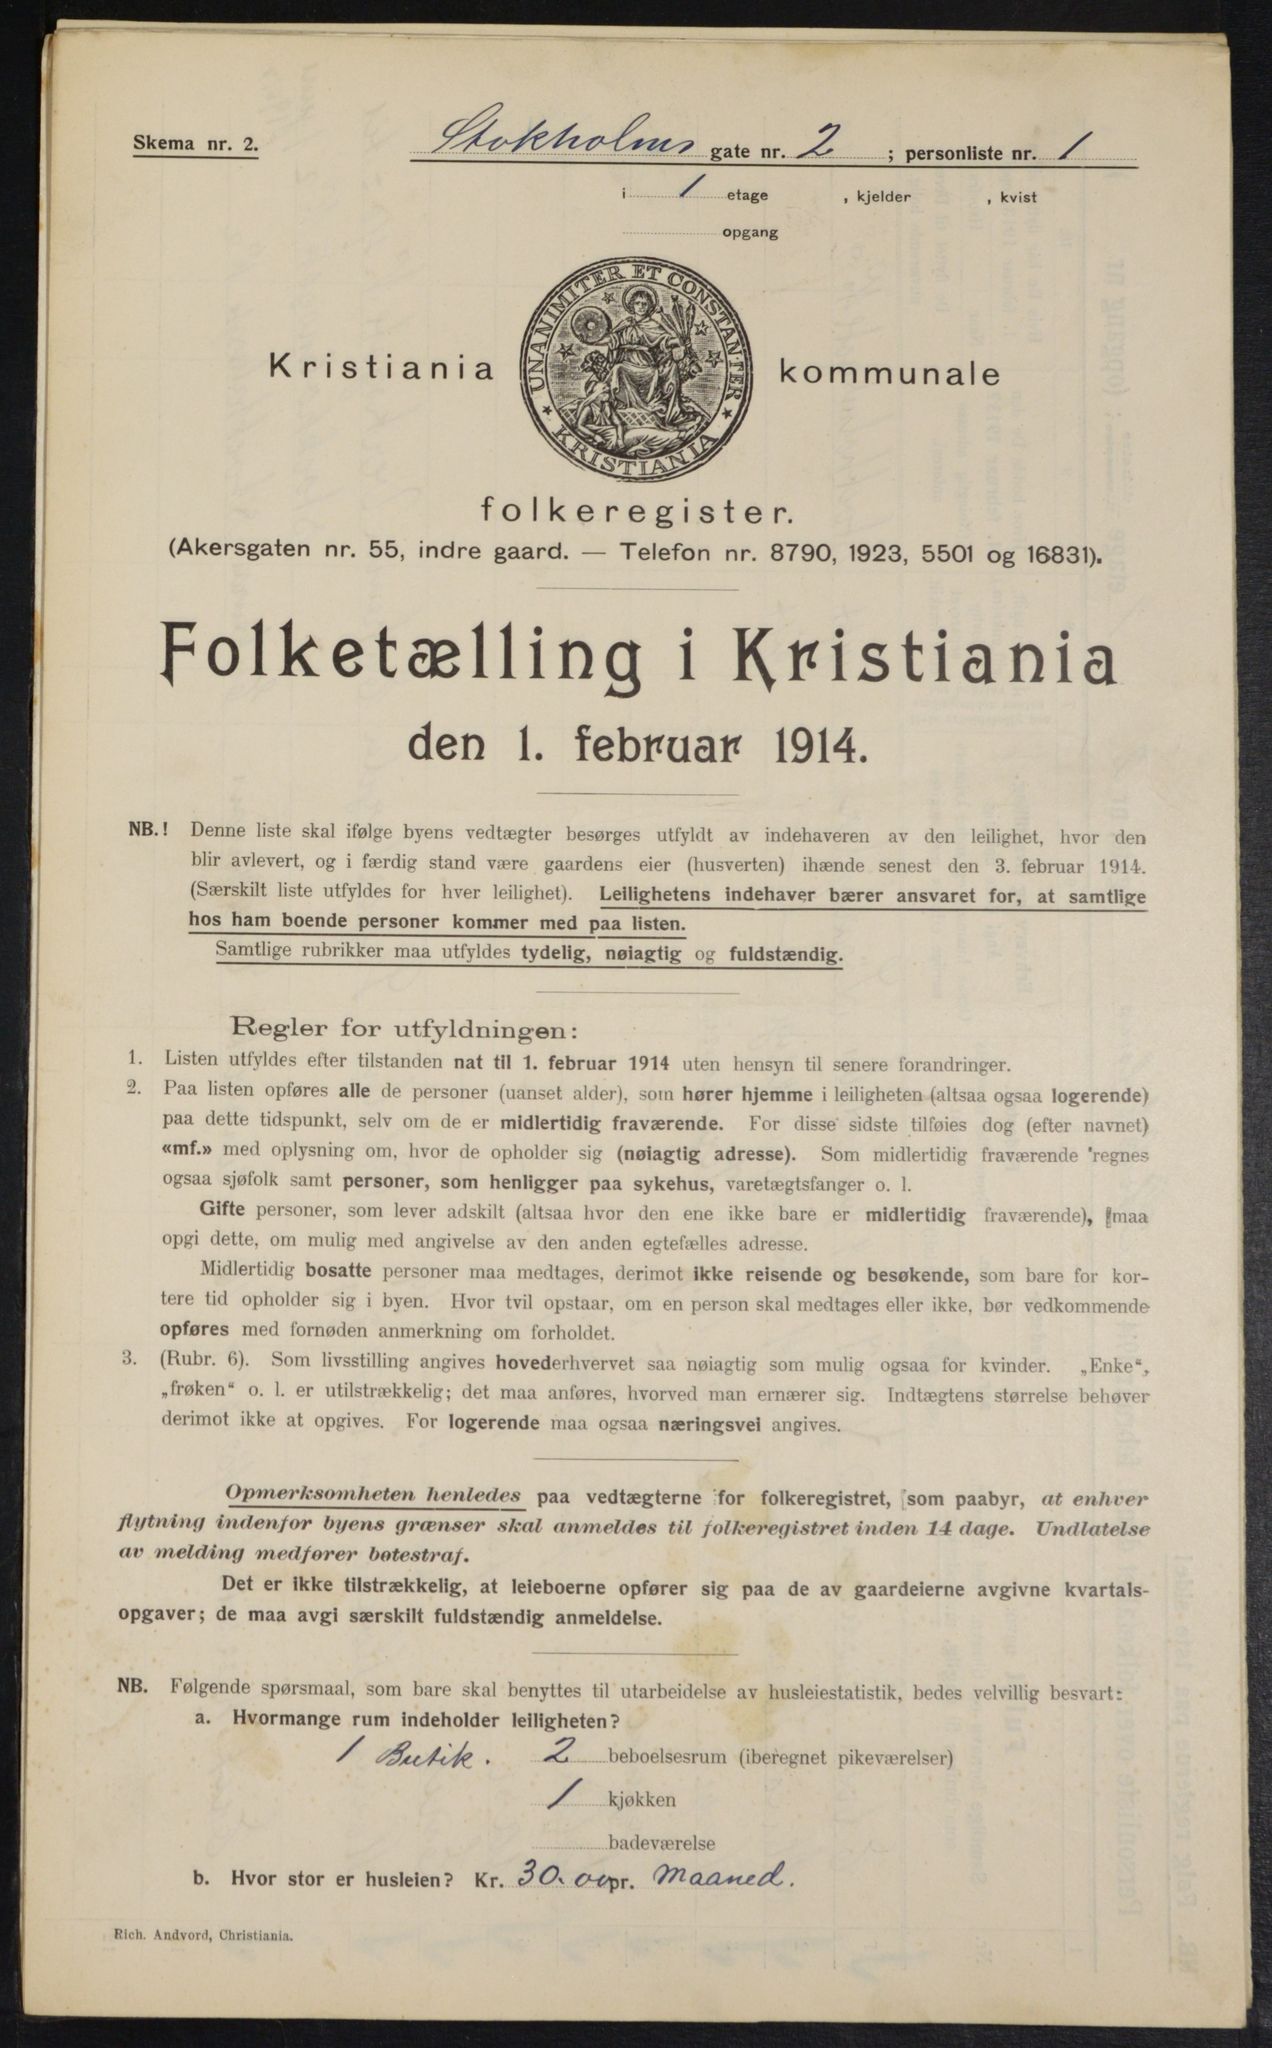 Skema nr. 2.
Stokholms gate nr. 2 ; personliste nr. 1
i 1 etage , kjelder , kvist
opgang
UNANIMITER ET CONSTANTER
KRISTIANIA
Kristiania kommunale
folkeregister.
(Akersgaten nr. 55, indre gaard. — Telefon nr. 8790, 1923, 5501 og 16831).
Folketælling i Kristiania
den 1. februar 1914.
NB.! Denne liste skal ifølge byens vedtægter besørges utfyldt av indehaveren av den leilighet, hvor den
blir avlevert, og i færdig stand være gaardens eier (husverten) ihænde senest den 3. februar 1914.
(Særskilt liste utfyldes for hver leilighet). Leilighetens indehaver bærer ansvaret for, at samtlige
hos ham boende personer kommer med paa listen.
Samtlige rubrikker maa utfyldes tydelig, nøiagtig og fuldstændig.
Regler for utfyldningen:
1. Listen utfyldes efter tilstanden nat til 1. februar 1914 uten hensyn til senere forandringer.
2. Paa listen opføres alle de personer (uanset alder), som hører hjemme i leiligheten (altsaa ogsaa logerende)
paa dette tidspunkt, selv om de er midlertidig fraværende. For disse sidste tilføies dog (efter navnet)
«mf.» med oplysning om, hvor de opholder sig (nøiagtig adresse). Som midlertidig fraværende regnes
ogsaa sjøfolk samt personer, som henligger paa sykehus, varetægtsfanger o. l.
Gifte personer, som lever adskilt (altsaa hvor den ene ikke bare er midlertidig fraværende), maa
opgi dette, om mulig med angivelse av den anden egtefælles adresse.
Midlertidig bosatte personer maa medtages, derimot ikke reisende og besøkende, som bare for kor-
tere tid opholder sig i byen. Hvor tvil opstaar, om en person skal medtages eller ikke, bør vedkommende
opføres med fornøden anmerkning om forholdet.
3. (Rubr. 6). Som livsstilling angives hovederhvervet saa nøiagtig som mulig ogsaa for kvinder. „Enke“,
„frøken“ o. l. er utilstrækkelig; det maa anføres, hvorved man ernærer sig. Indtægtens størrelse behøver
derimot ikke at opgives. For logerende maa ogsaa næringsvei angives.
Opmerksomheten henledes paa vedtægterne for folkeregistret, som paabyr, at enhver
flytning indenfor byens grænser skal anmeldes til folkeregistret inden 14 dage. Undlatelse
av melding medfører bøtestraf.
Det er ikke tilstrækkelig, at leieboerne opfører sig paa de av gaardeierne avgivne kvartals-
opgaver; de maa avgi særskilt fuldstændig anmeldelse.
NB. Følgende spørsmaal, som bare skal benyttes til utarbeidelse av husleiestatistik, bedes velvillig besvart:
a. Hvormange rum indeholder leiligheten?
1 Butik. 2 beboelsesrum (iberegnet pikeværelser)
1 kjøkken
badeværelse
b. Hvor stor er husleien? Kr. 30.00 pr. Maaned.
Rich. Andvord, Christiania.